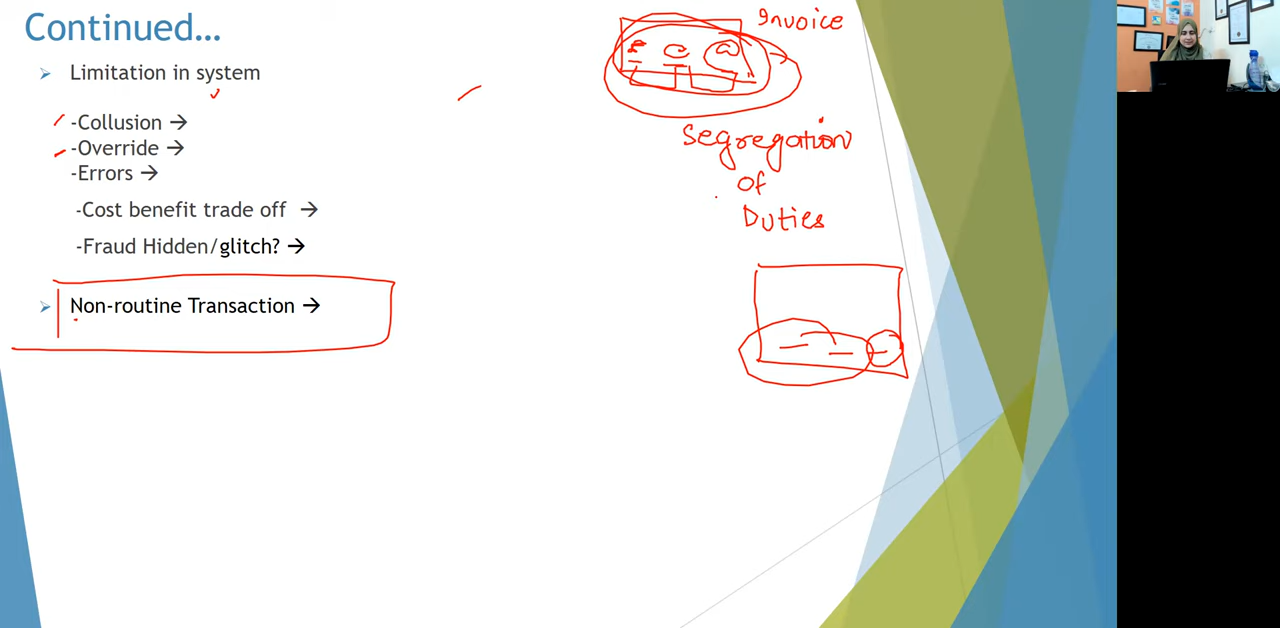 Continued...
➢ Limitation in system
-Collusion →
-Override →
-Errors →
-Cost benefit trade off →
-Fraud Hidden/glitch? →
➢ Non-routine Transaction →
Invoice
Segregation
Of
Duties